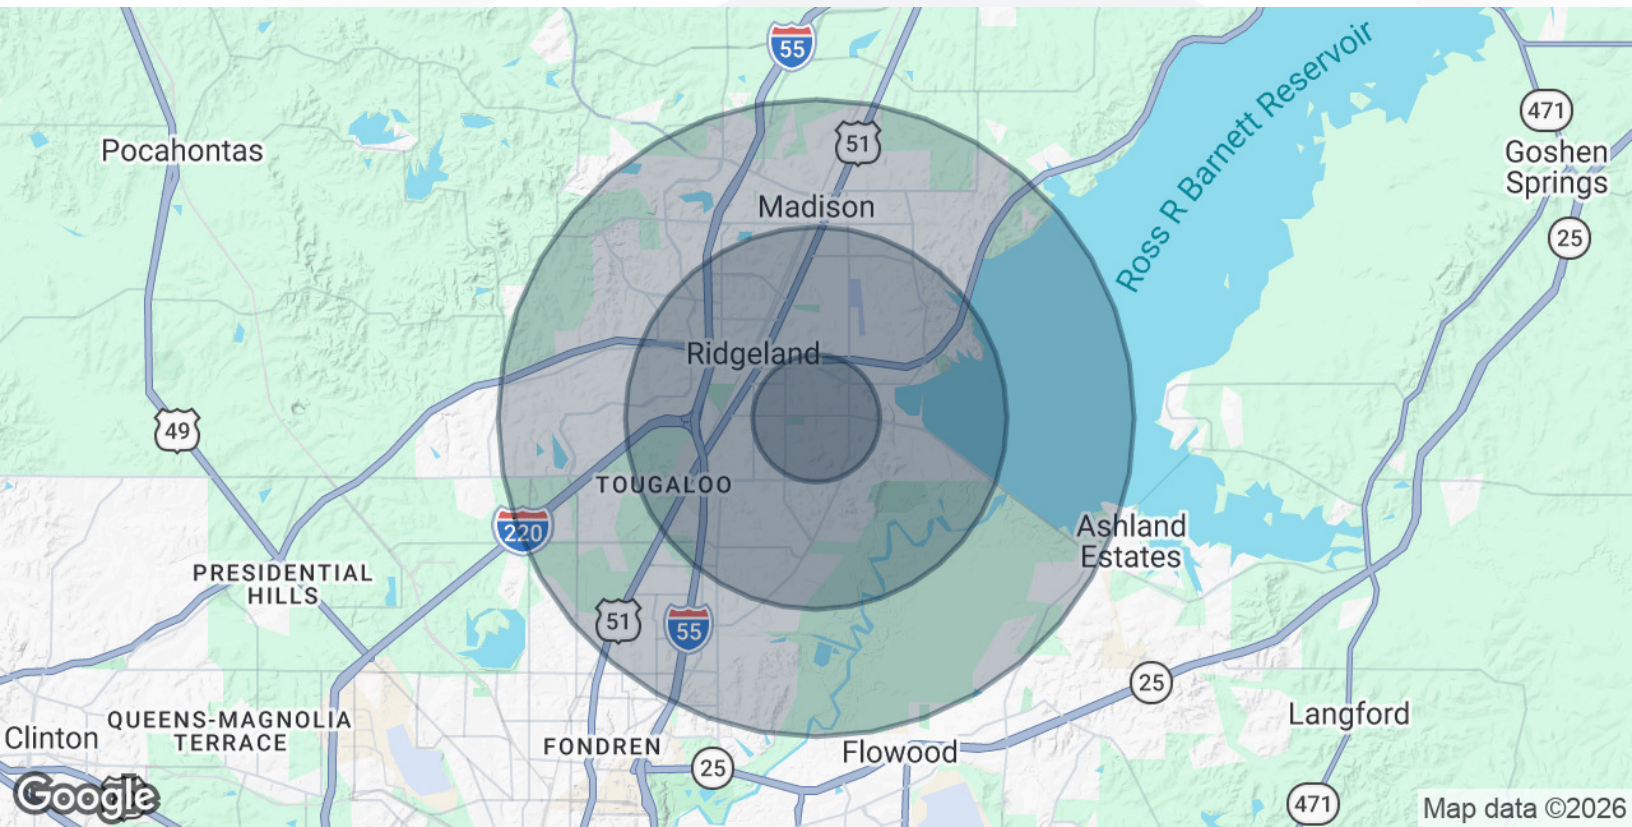 55
471
51
Pocahontas
Goshen
Springs
Ross R Barnett Reservoir
Madison
25
Ridgeland
49
TOUGALOO
220
Ashland
Estates
PRESIDENTIAL
HILLS
51
55
25
QUEENS-MAGNOLIA
TERRACE
Clinton
Langford
FONDREN
Flowood
25
Google
471
Map data ©2026